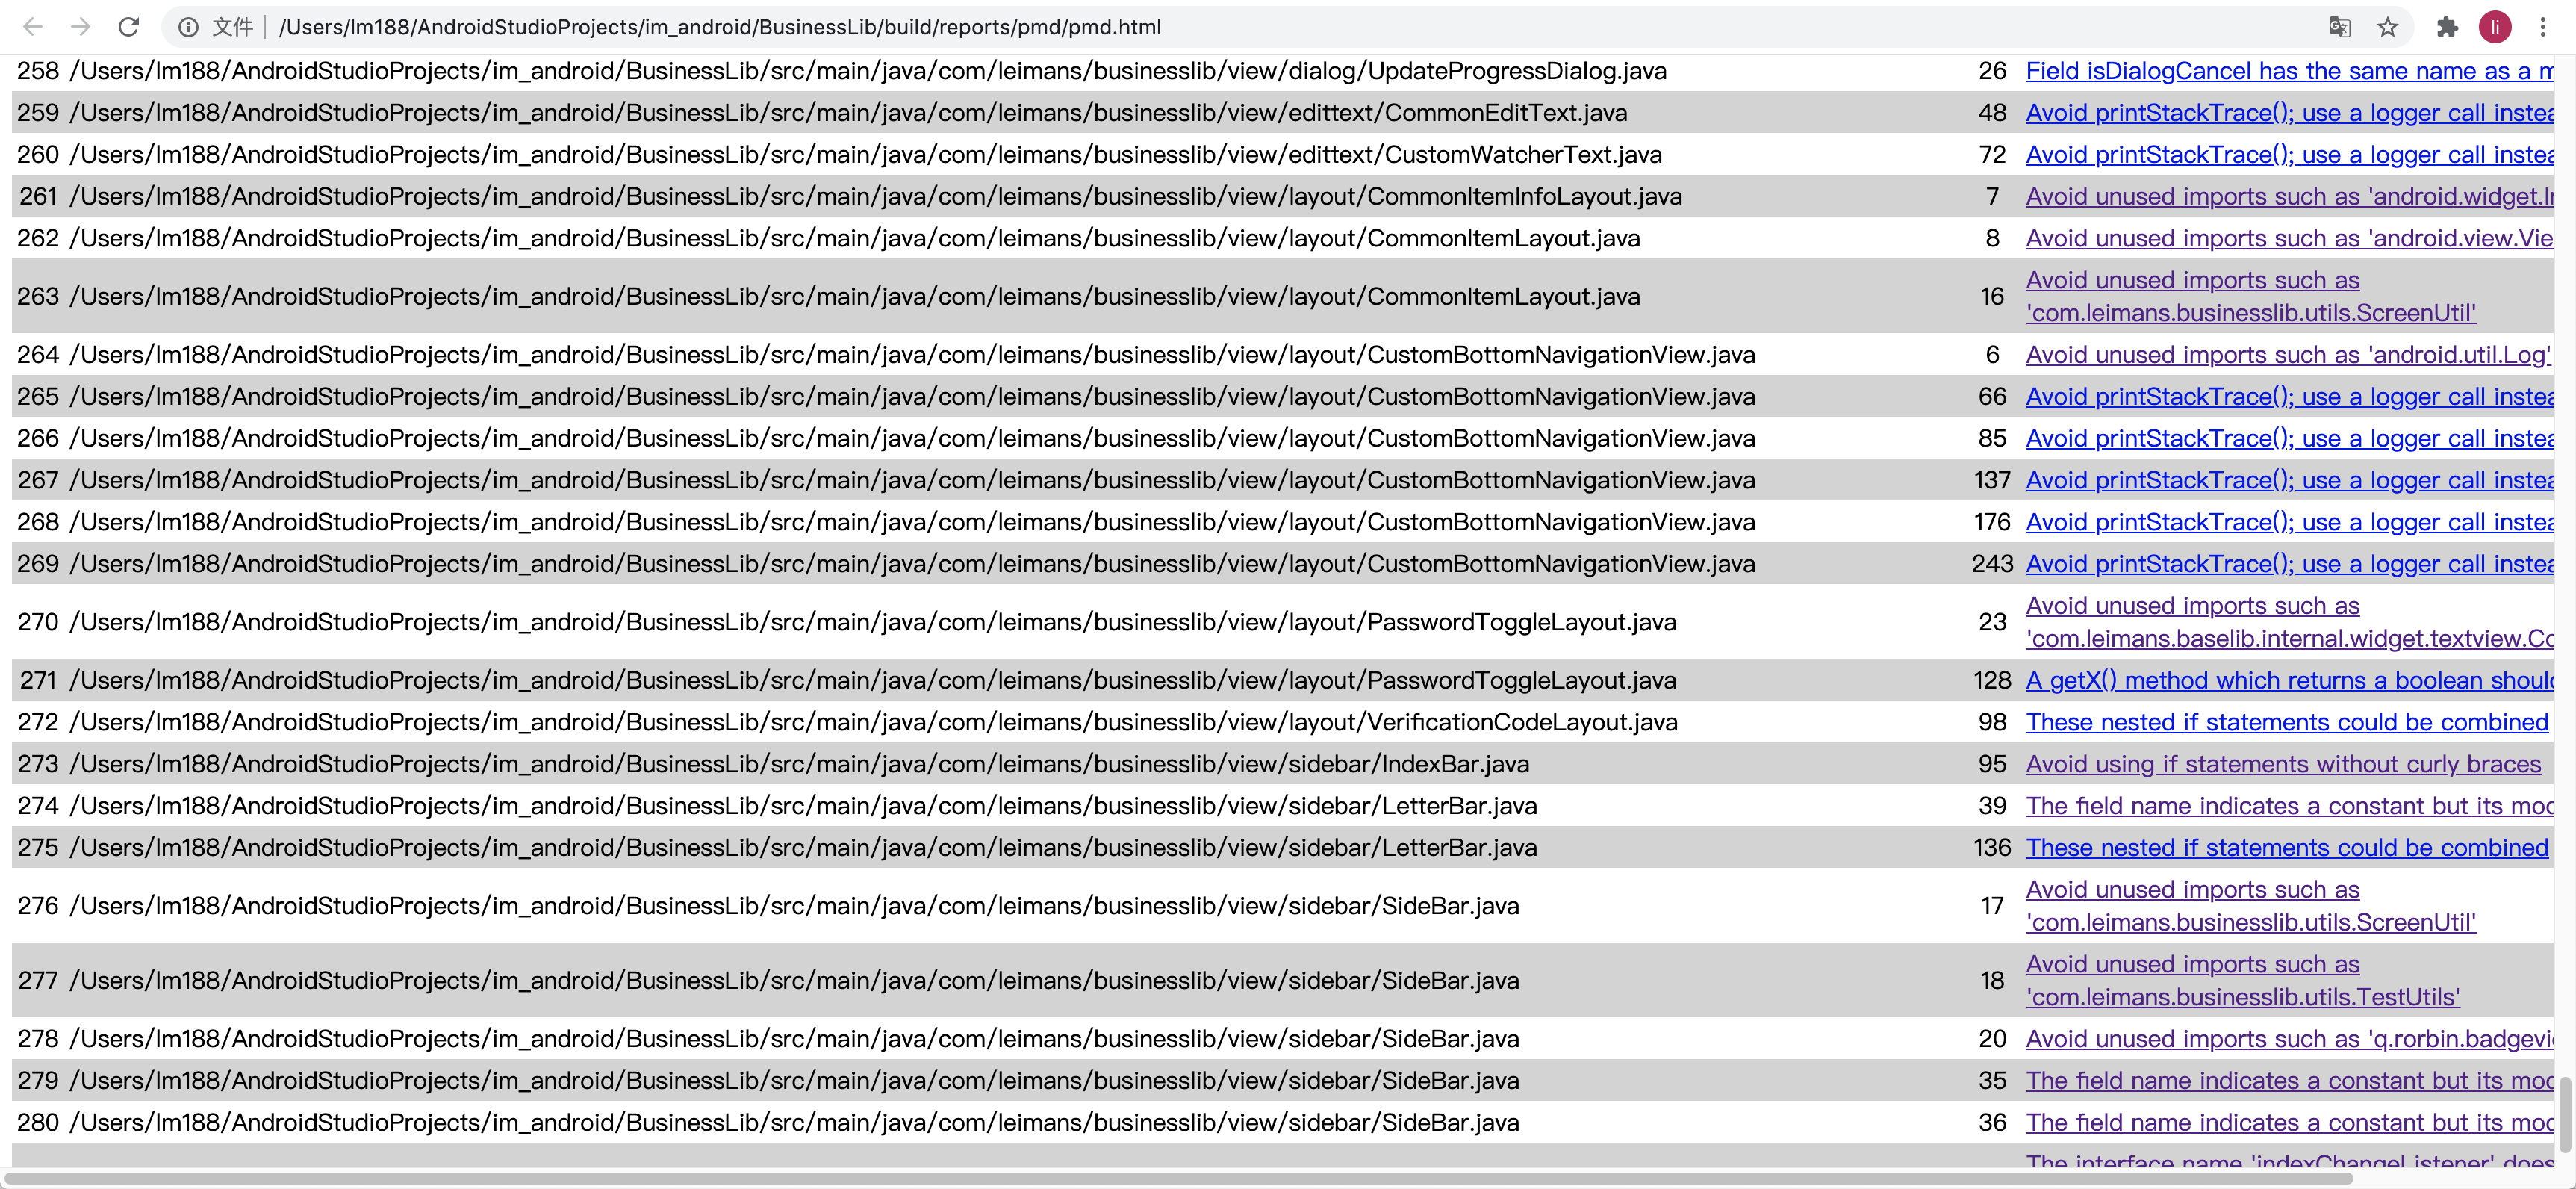 文件 /Users/lm188/AndroidStudioProjects/im_android/BusinessLib/build/reports/pmd/pmd.html
li
258 /Users/lm188/AndroidStudioProjects/im_android/BusinessLib/src/main/java/com/leimans/businesslib/view/dialog/UpdateProgressDialog.java 26 Field isDialogCancel has the same name as a m
259 /Users/lm188/AndroidStudioProjects/im_android/BusinessLib/src/main/java/com/leimans/businesslib/view/edittext/CommonEditText.java 48 Avoid printStackTrace(); use a logger call instea
260 /Users/lm188/AndroidStudioProjects/im_android/BusinessLib/src/main/java/com/leimans/businesslib/view/edittext/CustomWatcherText.java 72 Avoid printStackTrace(); use a logger call instea
261 /Users/lm188/AndroidStudioProjects/im_android/BusinessLib/src/main/java/com/leimans/businesslib/view/layout/CommonItemInfoLayout.java 7 Avoid unused imports such as 'android.widget.I
262 /Users/lm188/AndroidStudioProjects/im_android/BusinessLib/src/main/java/com/leimans/businesslib/view/layout/CommonItemLayout.java 8 Avoid unused imports such as 'android.view.Vie
263 /Users/lm188/AndroidStudioProjects/im_android/BusinessLib/src/main/java/com/leimans/businesslib/view/layout/CommonItemLayout.java 16 Avoid unused imports such as
'com.leimans.businesslib.utils.ScreenUtil'
264 /Users/lm188/AndroidStudioProjects/im_android/BusinessLib/src/main/java/com/leimans/businesslib/view/layout/CustomBottomNavigationView.java 6 Avoid unused imports such as 'android.util.Log'
265 /Users/lm188/AndroidStudioProjects/im_android/BusinessLib/src/main/java/com/leimans/businesslib/view/layout/CustomBottomNavigationView.java 66 Avoid printStackTrace(); use a logger call instea
266 /Users/lm188/AndroidStudioProjects/im_android/BusinessLib/src/main/java/com/leimans/businesslib/view/layout/CustomBottomNavigationView.java 85 Avoid printStackTrace(); use a logger call instea
267 /Users/lm188/AndroidStudioProjects/im_android/BusinessLib/src/main/java/com/leimans/businesslib/view/layout/CustomBottomNavigationView.java 137 Avoid printStackTrace(); use a logger call instea
268 /Users/lm188/AndroidStudioProjects/im_android/BusinessLib/src/main/java/com/leimans/businesslib/view/layout/CustomBottomNavigationView.java 176 Avoid printStackTrace(); use a logger call instea
269 /Users/lm188/AndroidStudioProjects/im_android/BusinessLib/src/main/java/com/leimans/businesslib/view/layout/CustomBottomNavigationView.java 243 Avoid printStackTrace(); use a logger call instea
270 /Users/lm188/AndroidStudioProjects/im_android/BusinessLib/src/main/java/com/leimans/businesslib/view/layout/PasswordToggleLayout.java 23 Avoid unused imports such as
'com.leimans.baselib.internal.widget.textview.Co
271 /Users/lm188/AndroidStudioProjects/im_android/BusinessLib/src/main/java/com/leimans/businesslib/view/layout/PasswordToggleLayout.java 128 A getX() method which returns a boolean should
272 /Users/lm188/AndroidStudioProjects/im_android/BusinessLib/src/main/java/com/leimans/businesslib/view/layout/VerificationCodeLayout.java 98 These nested if statements could be combined
273 /Users/lm188/AndroidStudioProjects/im_android/BusinessLib/src/main/java/com/leimans/businesslib/view/sidebar/IndexBar.java 95 Avoid using if statements without curly braces
274 /Users/lm188/AndroidStudioProjects/im_android/BusinessLib/src/main/java/com/leimans/businesslib/view/sidebar/LetterBar.java 39 The field name indicates a constant but its mod
275 /Users/lm188/AndroidStudioProjects/im_android/BusinessLib/src/main/java/com/leimans/businesslib/view/sidebar/LetterBar.java 136 These nested if statements could be combined
276 /Users/lm188/AndroidStudioProjects/im_android/BusinessLib/src/main/java/com/leimans/businesslib/view/sidebar/SideBar.java 17 Avoid unused imports such as
'com.leimans.businesslib.utils.ScreenUtil'
277 /Users/lm188/AndroidStudioProjects/im_android/BusinessLib/src/main/java/com/leimans/businesslib/view/sidebar/SideBar.java 18 Avoid unused imports such as
'com.leimans.businesslib.utils.TestUtils'
278 /Users/lm188/AndroidStudioProjects/im_android/BusinessLib/src/main/java/com/leimans/businesslib/view/sidebar/SideBar.java 20 Avoid unused imports such as 'q.rorbin.badgevi
279 /Users/lm188/AndroidStudioProjects/im_android/BusinessLib/src/main/java/com/leimans/businesslib/view/sidebar/SideBar.java 35 The field name indicates a constant but its mod
280 /Users/lm188/AndroidStudioProjects/im_android/BusinessLib/src/main/java/com/leimans/businesslib/view/sidebar/SideBar.java 36 The field name indicates a constant but its mod
The interface name 'indexChangeListener' does